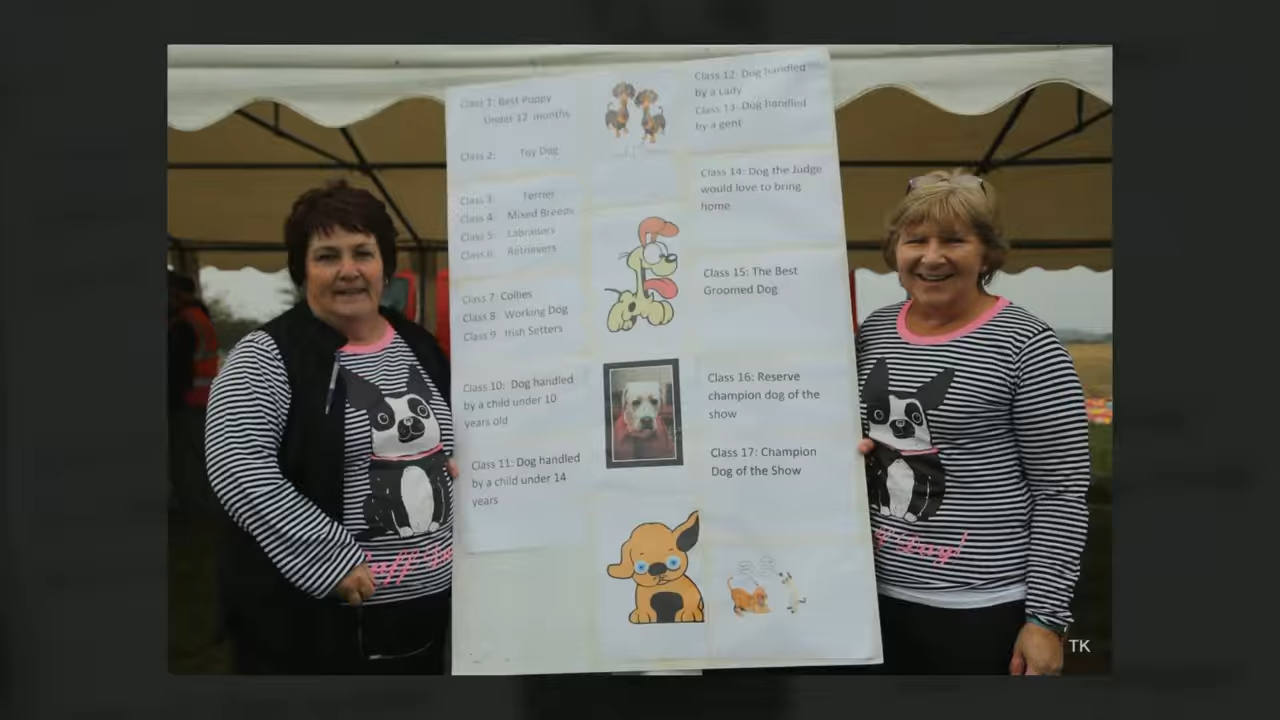 Class 1: Best Puppy
Under 12 months
Class 2: Toy Dog
Class 3: Terrier
Class 4: Mixed Breeds
Class 5: Labradors
Class 6: Retrievers
Class 7: Collies
Class 8: Working Dog
Class 9 Irish Setters
Class 10: Dog handled
by a child under 10
years old
Class 11: Dog handled
by a child under 14
years
Class 12: Dog handled
by a Lady
Class 13: Dog handled
by a gent
Class 14: Dog the Judge
would love to bring
home
Class 15: The Best
Groomed Dog
Class 16: Reserve
champion dog of the
show
Class 17: Champion
Dog of the Show
Day!
TK